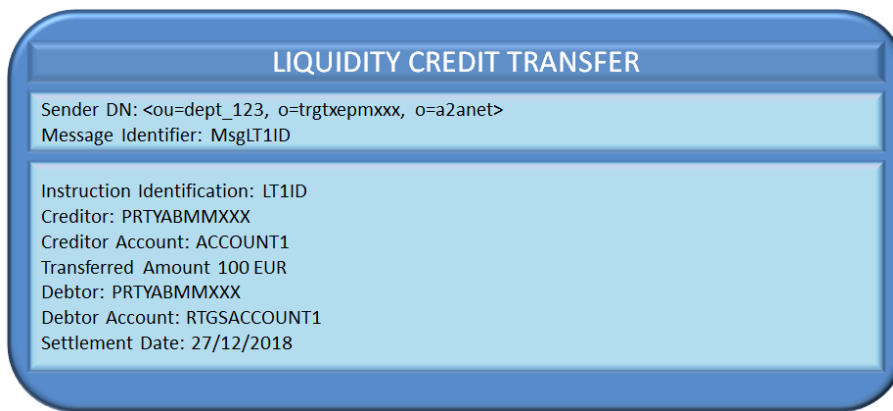 LIQUIDITY CREDIT TRANSFER
Sender DN: <ou=dept_123, o=trgtxepmxxx, o=a2anet>
Message Identifier: MsgLT1ID
Instruction Identification: LT1ID
Creditor: PRTYABMMXXX
Creditor Account: ACCOUNT1
Transferred Amount 100 EUR
Debtor: PRTYABMMXXX
Debtor Account: RTGSACCOUNT1
Settlement Date: 27/12/2018